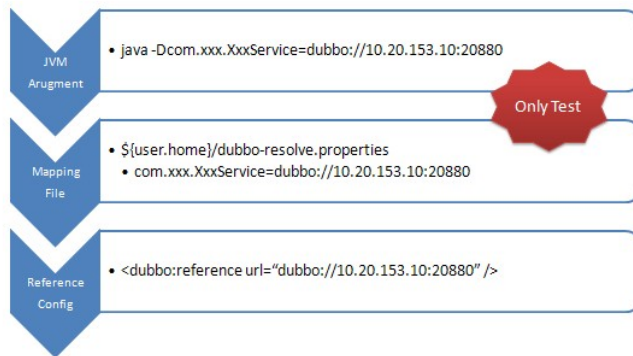 JVM
Arugment
• java -Dcom.xxx.XxxService=dubbo://10.20.153.10:20880
Only Test
Mapping
File
• ${user.home}/dubbo-resolve.properties
• com.xxx.XxxService=dubbo://10.20.153.10:20880
Reference
Config
• <dubbo:reference url=“dubbo://10.20.153.10:20880” />